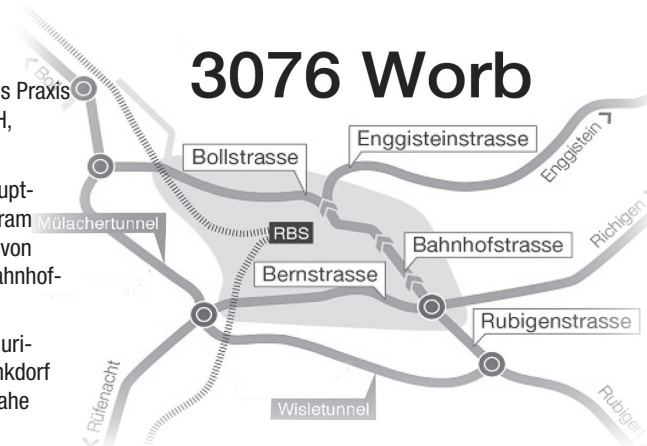 3076 Worb
s Praxis
H,
upt-
ram
von
ahnhof-
uri-
nkdorf
ahe
Enggisteinstrasse
Bollstrasse
Enggistein
Mülachertunnel
RBS
Richigen
Bahnhofstrasse
Bernstrasse
Rubigenstrasse
Rüfenacht
Wisletunnel
Rubigen